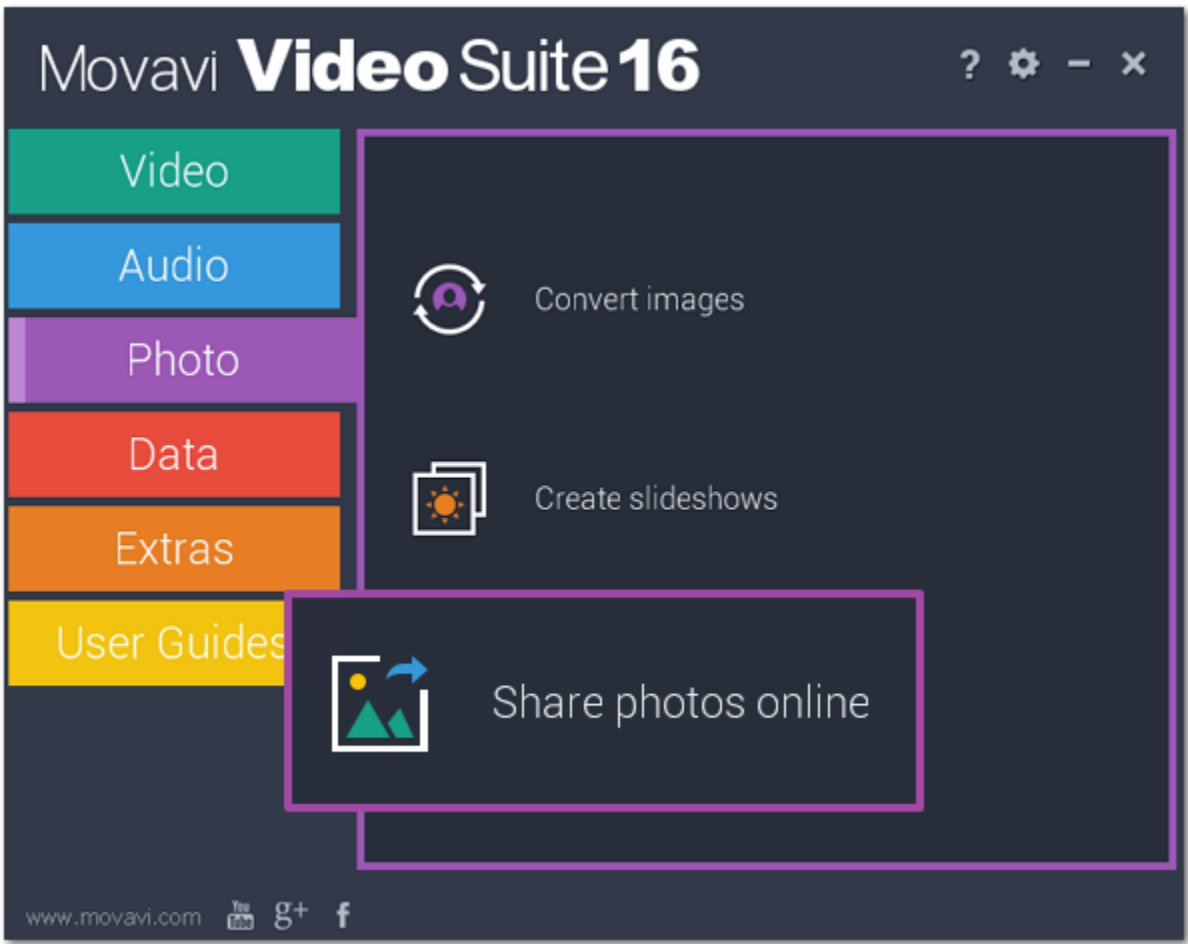 Movavi Video Suite 16
?
Video
Audio
Photo
Data
Extras
User Guides
Convert images
Create slideshows
Share photos online
www.movavi.com You Tube g+ f